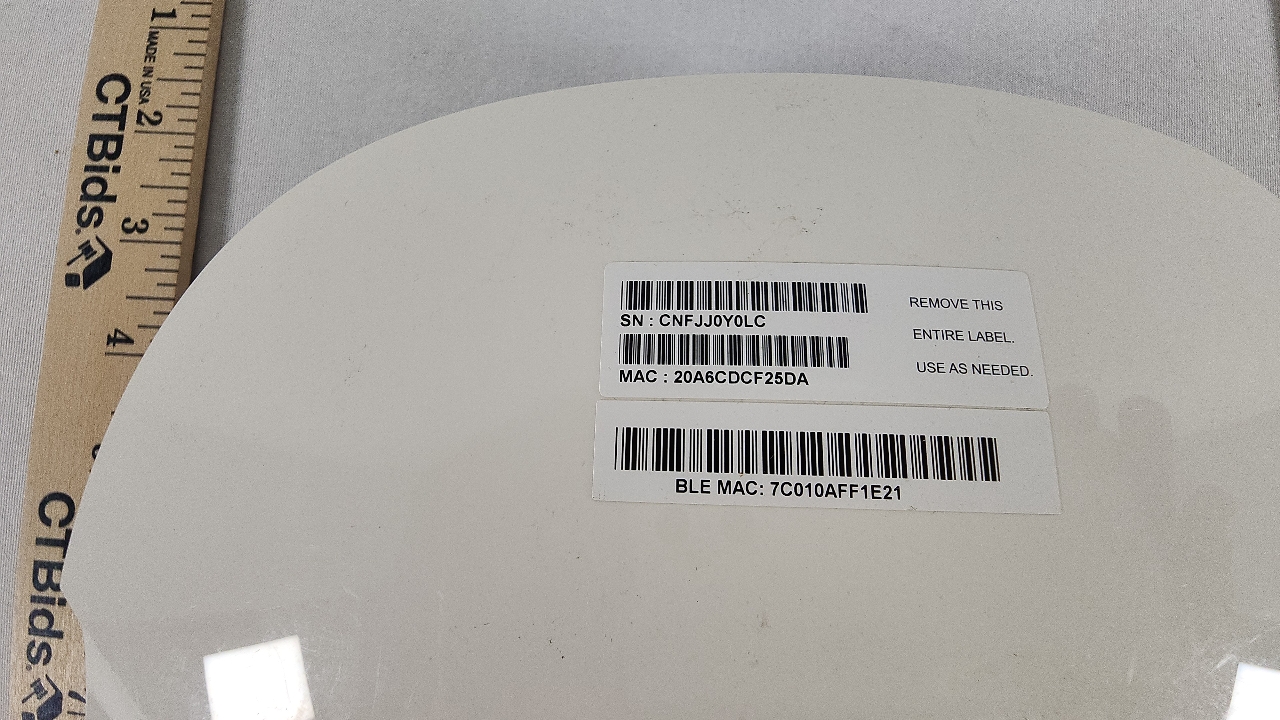 1
MADE IN USA
2
CTBids.
3
4
CTBids
SN : CNFJJ0Y0LC
MAC : 20A6CDCF25DA
REMOVE THIS
ENTIRE LABEL.
USE AS NEEDED.
BLE MAC: 7C010AFF1E21